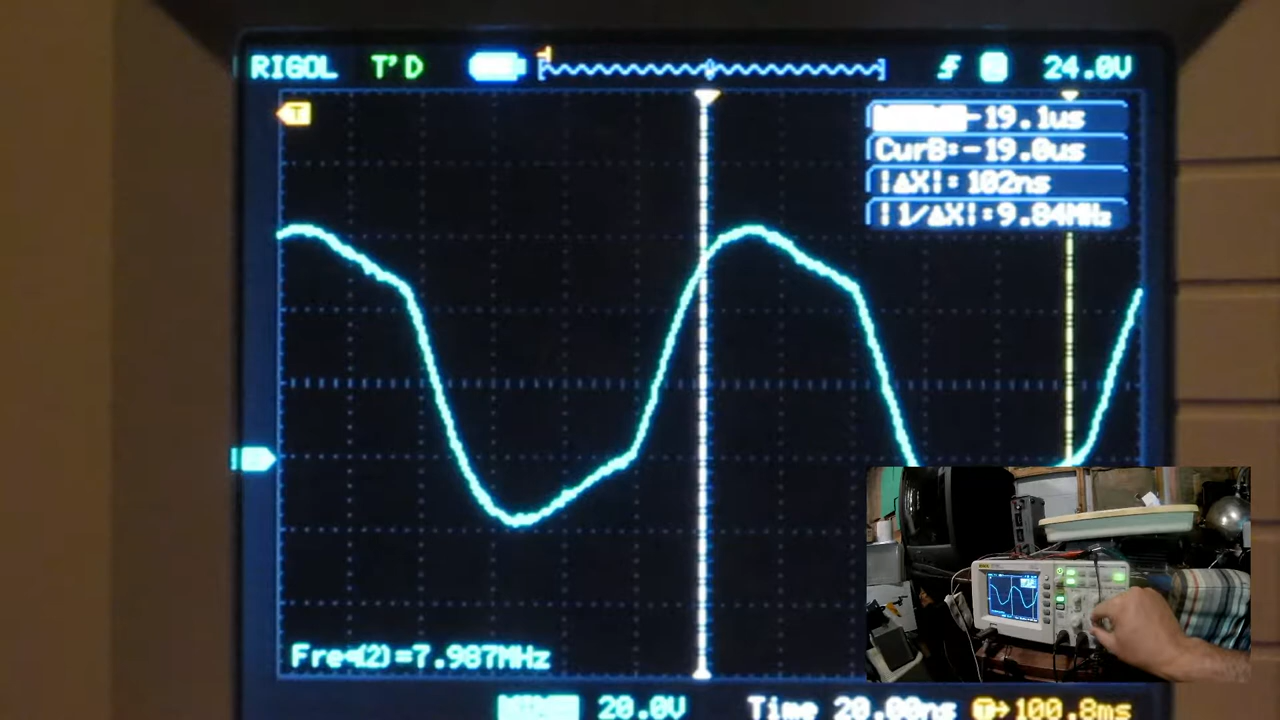 RIGOL T'D 24.0V
T
-19.1us
CurB:-19.0us
|ΔX|: 102ns
|1/ΔX|:9.84MHz
Freq(2)=7.987MHz
20.0V Time 20.00ns T→100.8ms